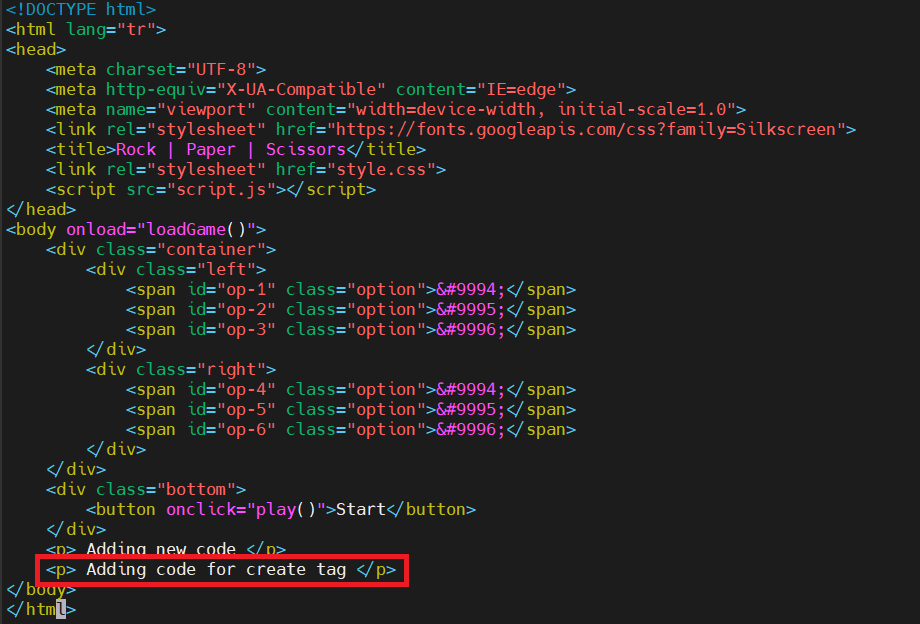 <!DOCTYPE html>
<html lang="tr">
<head>
    <meta charset="UTF-8">
    <meta http-equiv="X-UA-Compatible" content="IE=edge">
    <meta name="viewport" content="width=device-width, initial-scale=1.0">
    <link rel="stylesheet" href="https://fonts.googleapis.com/css?family=Silkscreen">
    <title>Rock | Paper | Scissors</title>
    <link rel="stylesheet" href="style.css">
    <script src="script.js"></script>
</head>
<body onload="loadGame()">
    <div class="container">
        <div class="left">
            <span id="op-1" class="option">&#9994;</span>
            <span id="op-2" class="option">&#9995;</span>
            <span id="op-3" class="option">&#9996;</span>
        </div>
        <div class="right">
            <span id="op-4" class="option">&#9994;</span>
            <span id="op-5" class="option">&#9995;</span>
            <span id="op-6" class="option">&#9996;</span>
        </div>
    </div>
    <div class="bottom">
        <button onclick="play()">Start</button>
    </div>
    <p> Adding new code </p>
    <p> Adding code for create tag </p>
</body>
</html>